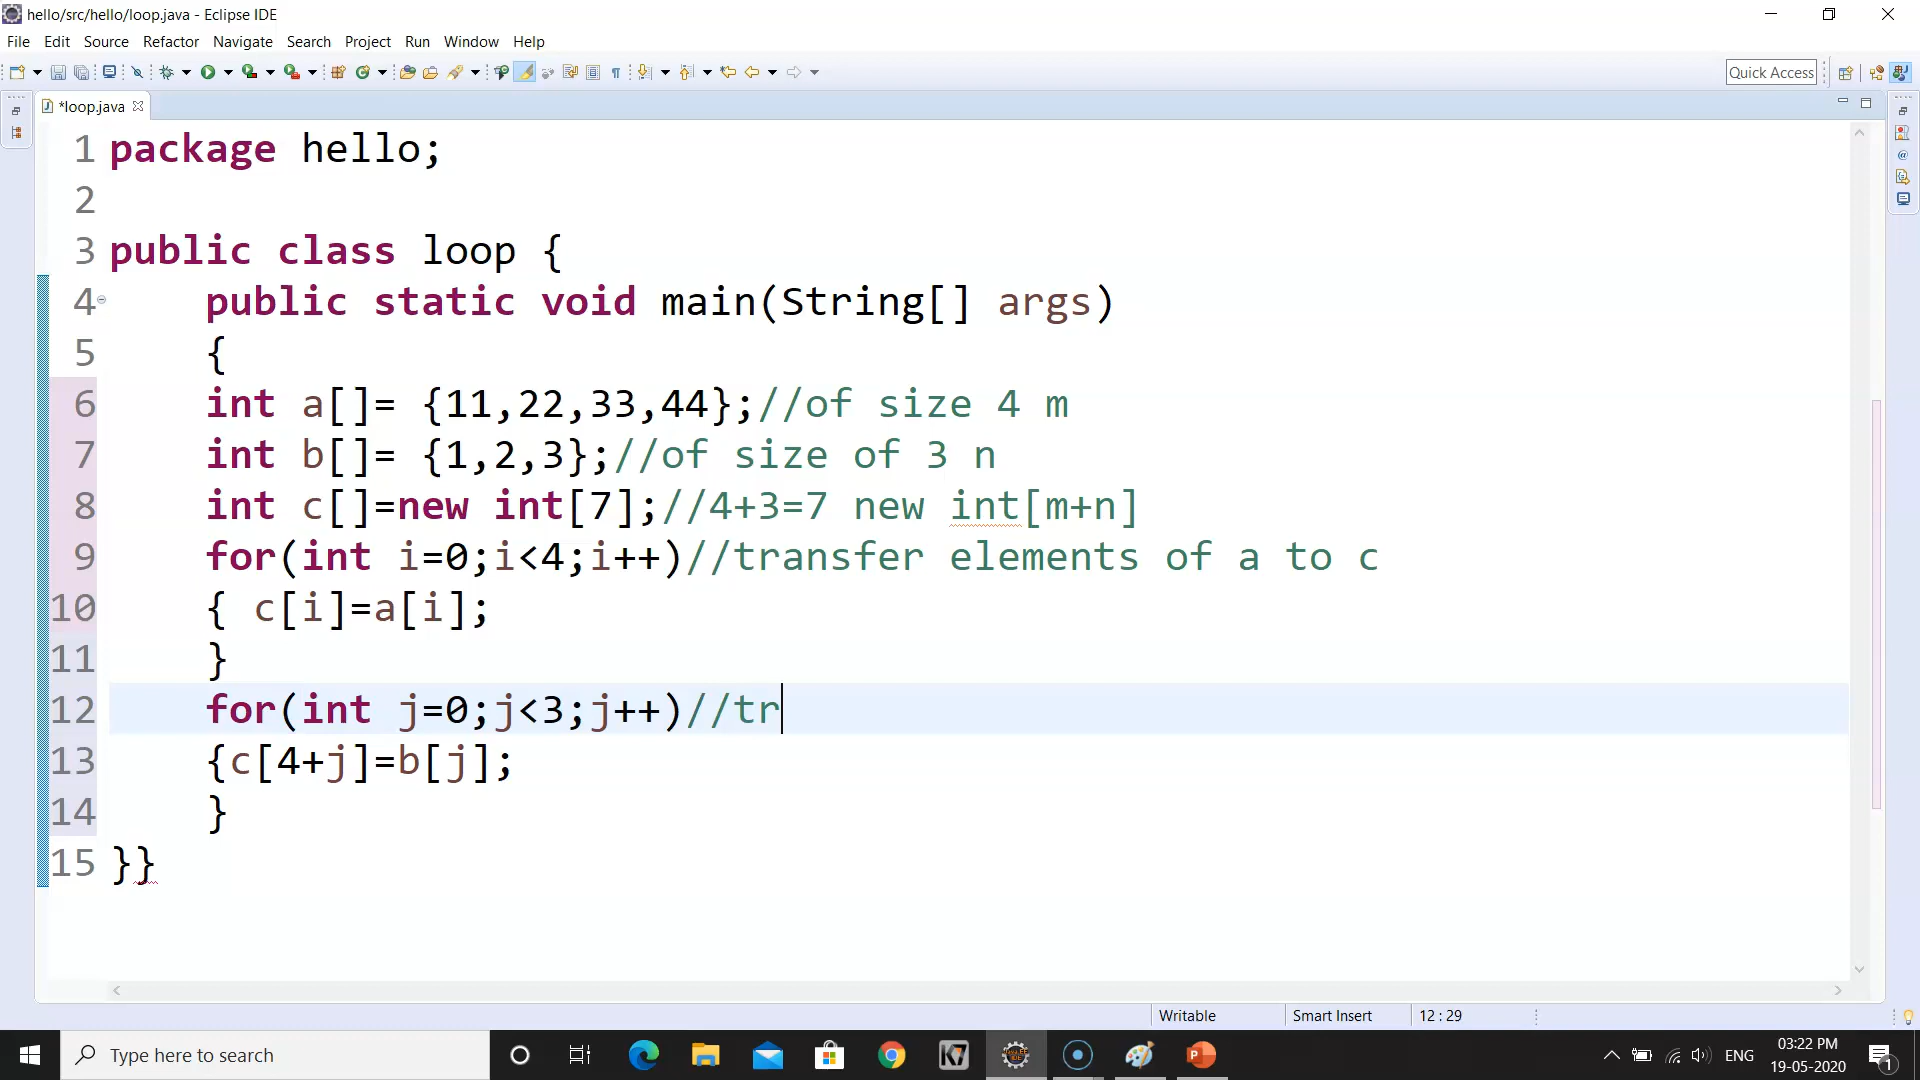 hello/src/hello/loop.java - Eclipse IDE
File Edit Source Refactor Navigate Search Project Run Window Help
Quick Access
*loop.java
1 package hello;
2
3 public class loop {
4 public static void main(String[] args)
5 {
6 int a[]= {11,22,33,44};//of size 4 m
7 int b[]= {1,2,3};//of size of 3 n
8 int c[]=new int[7];//4+3=7 new int[m+n]
9 for(int i=0;i<4;i++)//transfer elements of a to c
10 { c[i]=a[i];
11 }
12 for(int j=0;j<3;j++)//tr
13 {c[4+j]=b[j];
14 }
15 }}
Writable Smart Insert 12 : 29
Type here to search
K7
ENG
03:22 PM
19-05-2020
1